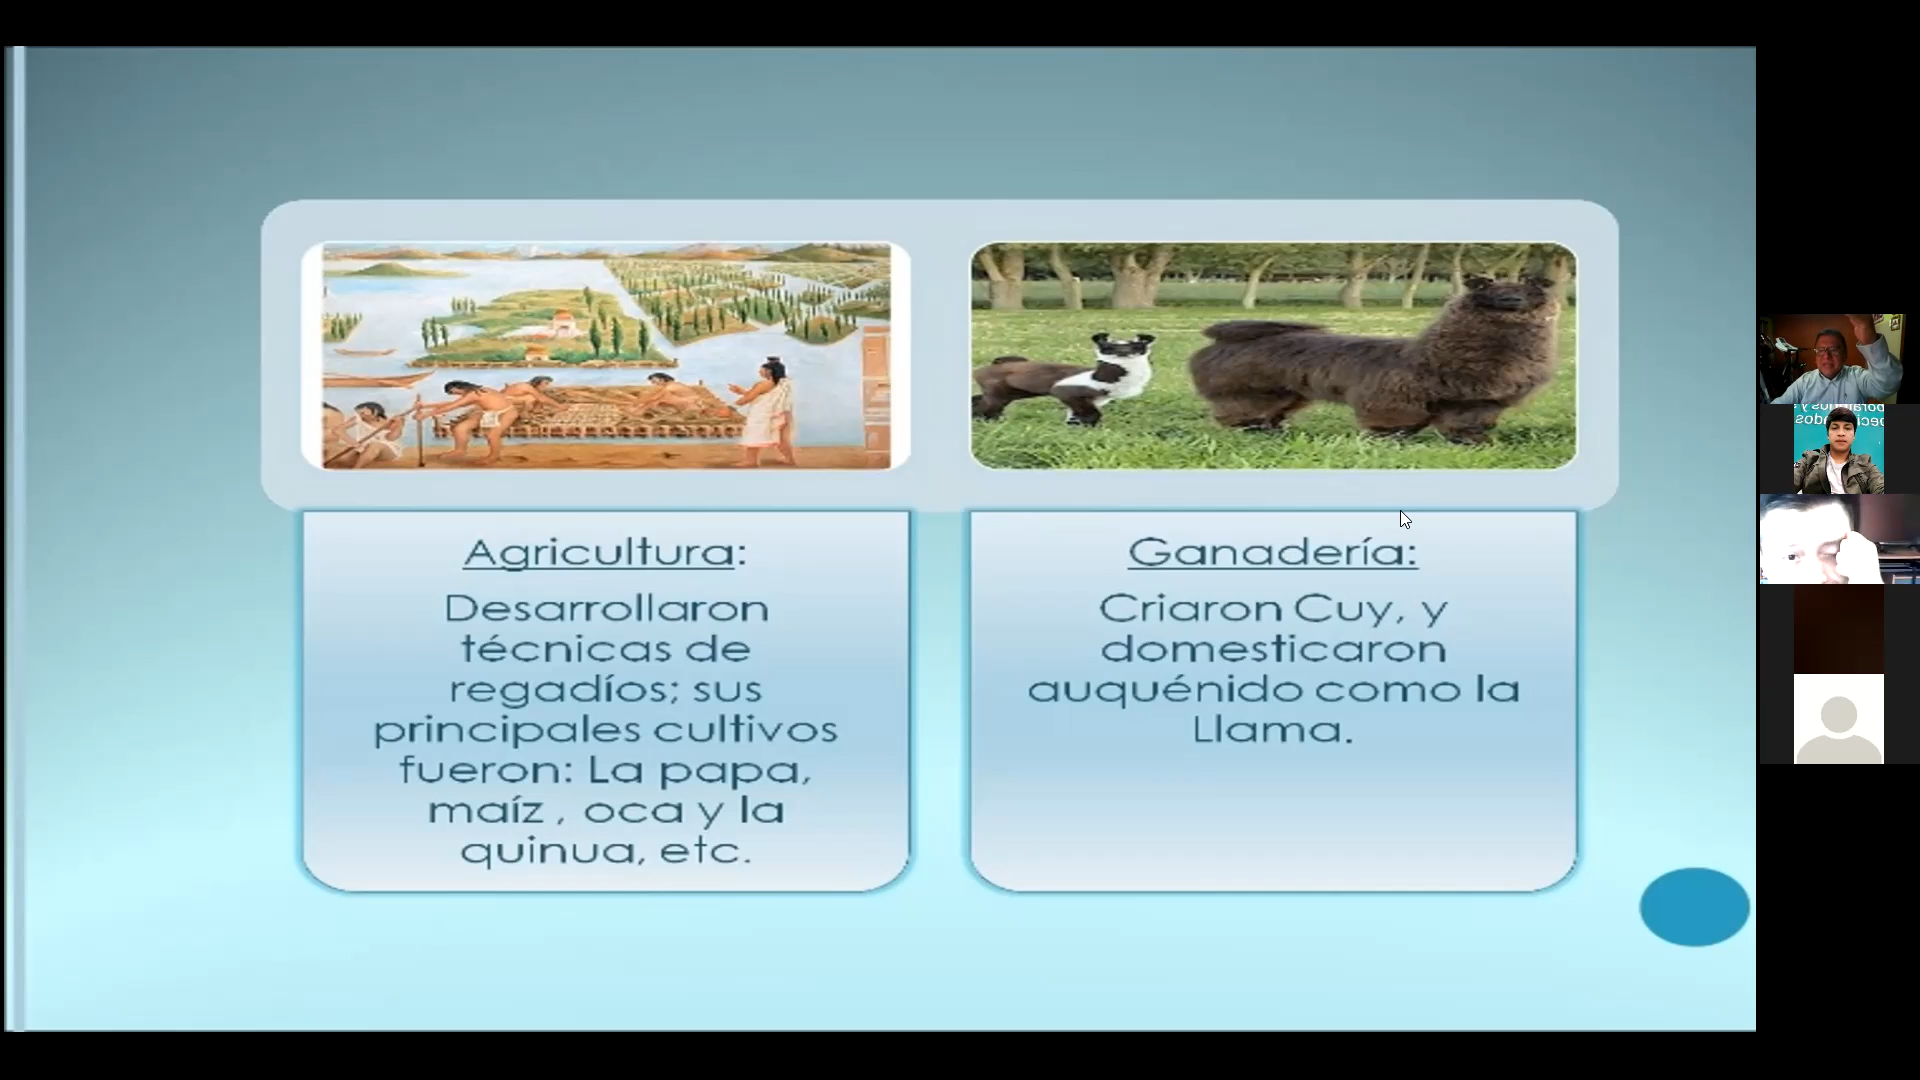 Agricultura:
Desarrollaron
técnicas de
regadíos; sus
principales cultivos
fueron: La papa,
maíz , oca y la
quinua, etc.
Ganadería:
Criaron Cuy, y
domesticaron
auquénido como la
Llama.